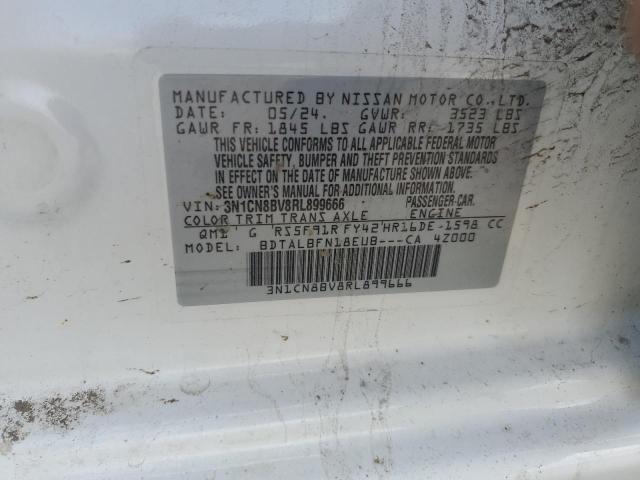 MANUFACTURED BY NISSAN MOTOR CO., LTD.
DATE: 05/24. GVWR: 3523 LBS
GAWR FR: 1845 LBS GAWR RR: 1735 LBS
THIS VEHICLE CONFORMS TO ALL APPLICABLE FEDERAL MOTOR
VEHICLE SAFETY, BUMPER AND THEFT PREVENTION STANDARDS
IN EFFECT ON THE DATE OF MANUFACTURE SHOWN ABOVE.
SEE OWNER'S MANUAL FOR ADDITIONAL INFORMATION
VIN: 3N1CN8BV8RL899666 PASSENGER-CAR.
COLOR TRIM TRANS AXLE ENGINE
QM1 G RS5F91R FY42 HR16DE-1598 CC
MODEL: BDTALBFN18EUB---CA 4Z000
3N1CN8BV8RL899666